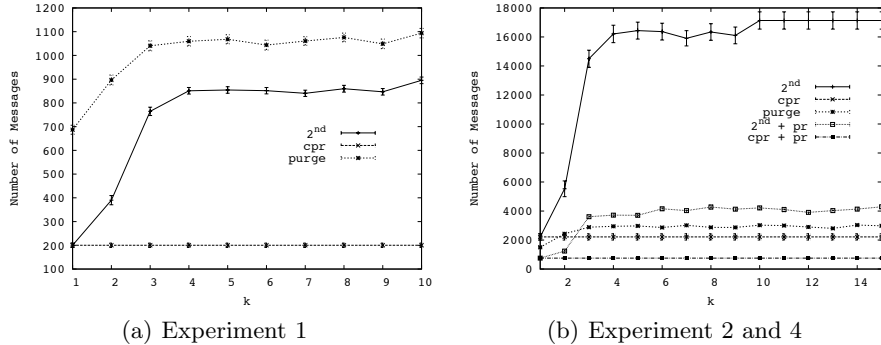 1200
1100
1000
900
800
700
600
500
400
300
200
100
Number of Messages
1 2 3 4 5 6 7 8 9 10
k
2nd
cpr
purge
(a) Experiment 1
18000
16000
14000
12000
10000
8000
6000
4000
2000
0
Number of Messages
2 4 6 8 10 12 14
k
2nd
cpr
purge
2nd + pr
cpr + pr
(b) Experiment 2 and 4